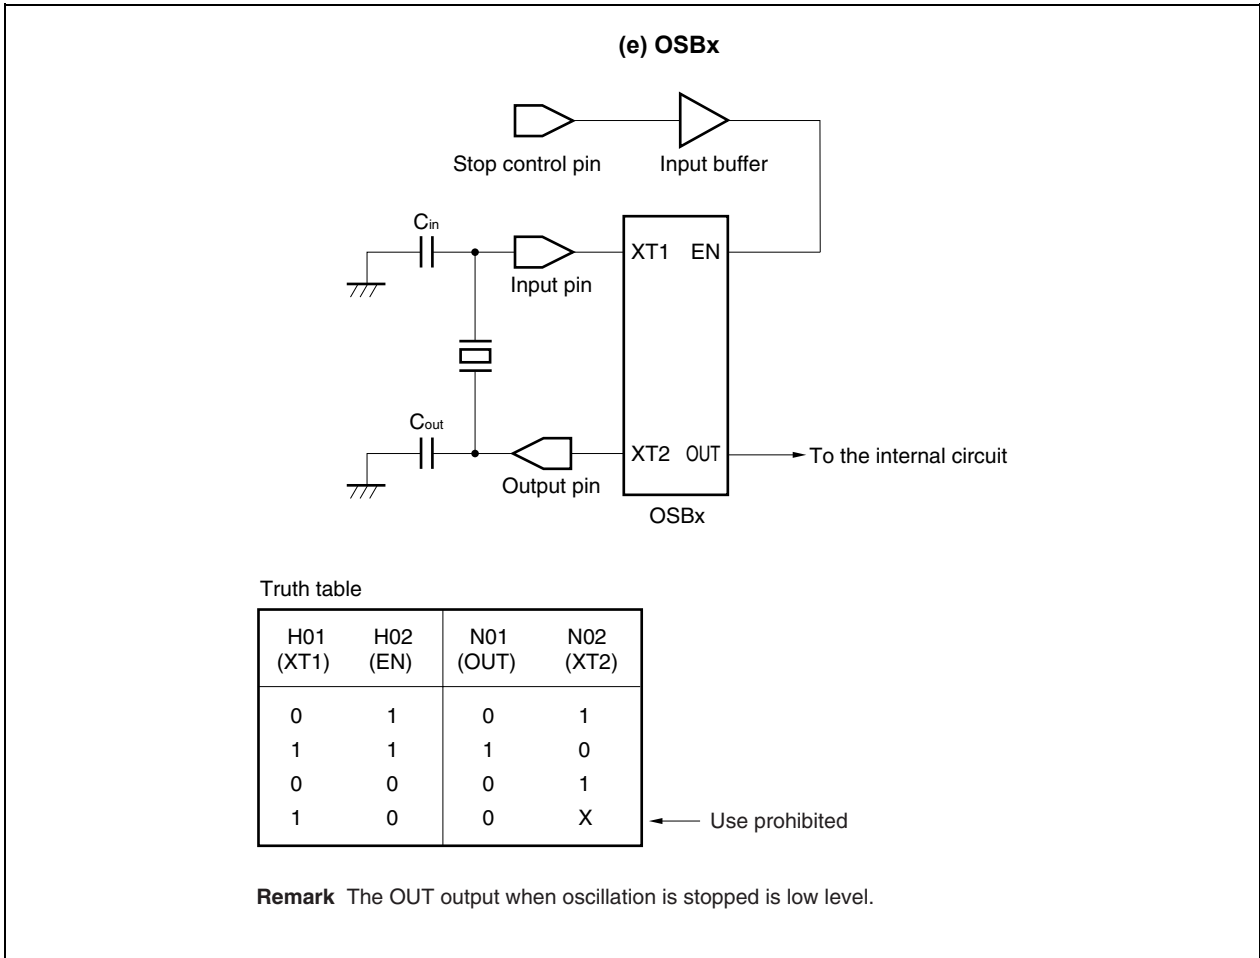 (e) OSBx
Stop control pin
Input buffer
Cin
XT1 EN
Input pin
Cout
XT2 OUT
To the internal circuit
Output pin
OSBx
Truth table
H01 H02 N01 N02
(XT1) (EN) (OUT) (XT2)
0 1 0 1
1 1 1 0
0 0 0 1
1 0 0 X
Use prohibited
Remark The OUT output when oscillation is stopped is low level.